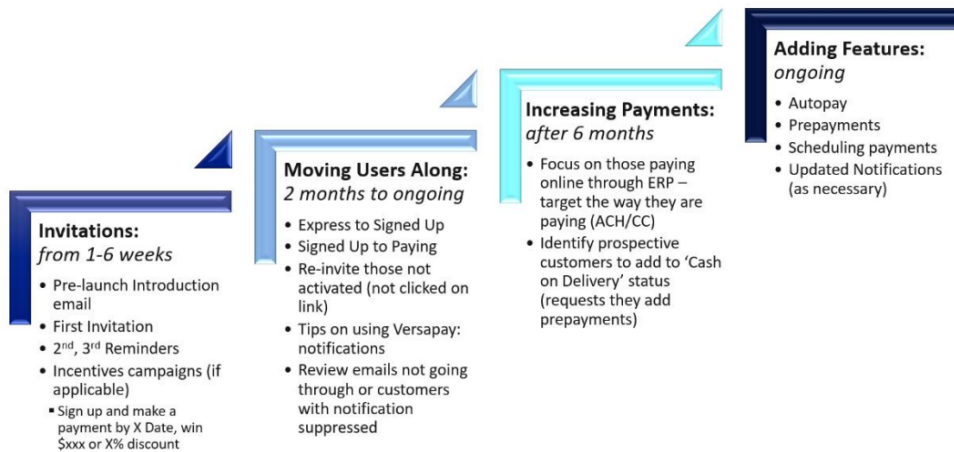 Invitations:
from 1-6 weeks
• Pre-launch Introduction
email
• First Invitation
• 2nd, 3rd Reminders
• Incentives campaigns (if
applicable)
▪ Sign up and make a
payment by X Date, win
$xxx or X% discount
Moving Users Along:
2 months to ongoing
• Express to Signed Up
• Signed Up to Paying
• Re-invite those not
activated (not clicked on
link)
• Tips on using Versapay:
notifications
• Review emails not going
through or customers
with notification
suppressed
Increasing Payments:
after 6 months
• Focus on those paying
online through ERP –
target the way they are
paying (ACH/CC)
• Identify prospective
customers to add to ‘Cash
on Delivery’ status
(requests they add
prepayments)
Adding Features:
ongoing
• Autopay
• Prepayments
• Scheduling payments
• Updated Notifications
(as necessary)